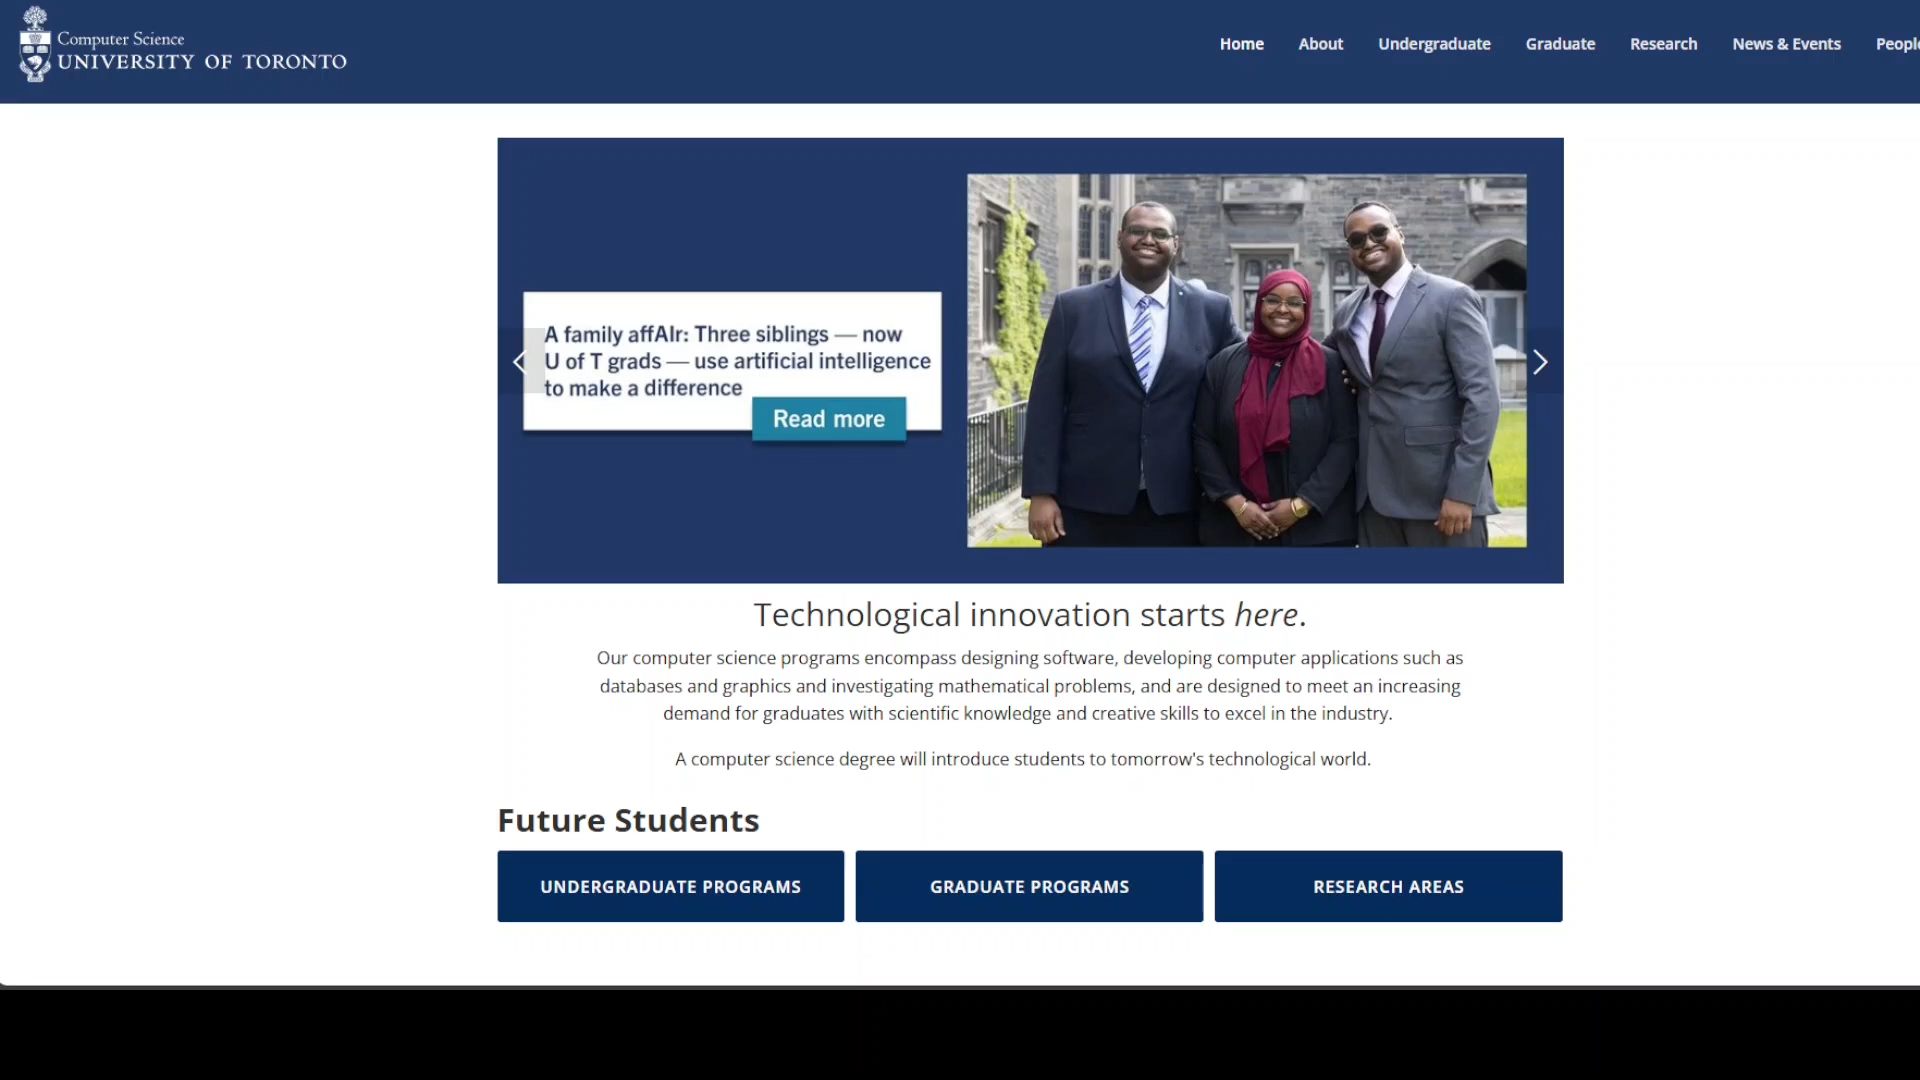 Computer Science
UNIVERSITY OF TORONTO
Home About Undergraduate Graduate Research News & Events
A family affAIr: Three siblings — now
U of T grads — use artificial intelligence
to make a difference
Read more
Technological innovation starts here.
Our computer science programs encompass designing software, developing computer applications such as
databases and graphics and investigating mathematical problems, and are designed to meet an increasing
demand for graduates with scientific knowledge and creative skills to excel in the industry.
A computer science degree will introduce students to tomorrow's technological world.
Future Students
UNDERGRADUATE PROGRAMS GRADUATE PROGRAMS RESEARCH AREAS